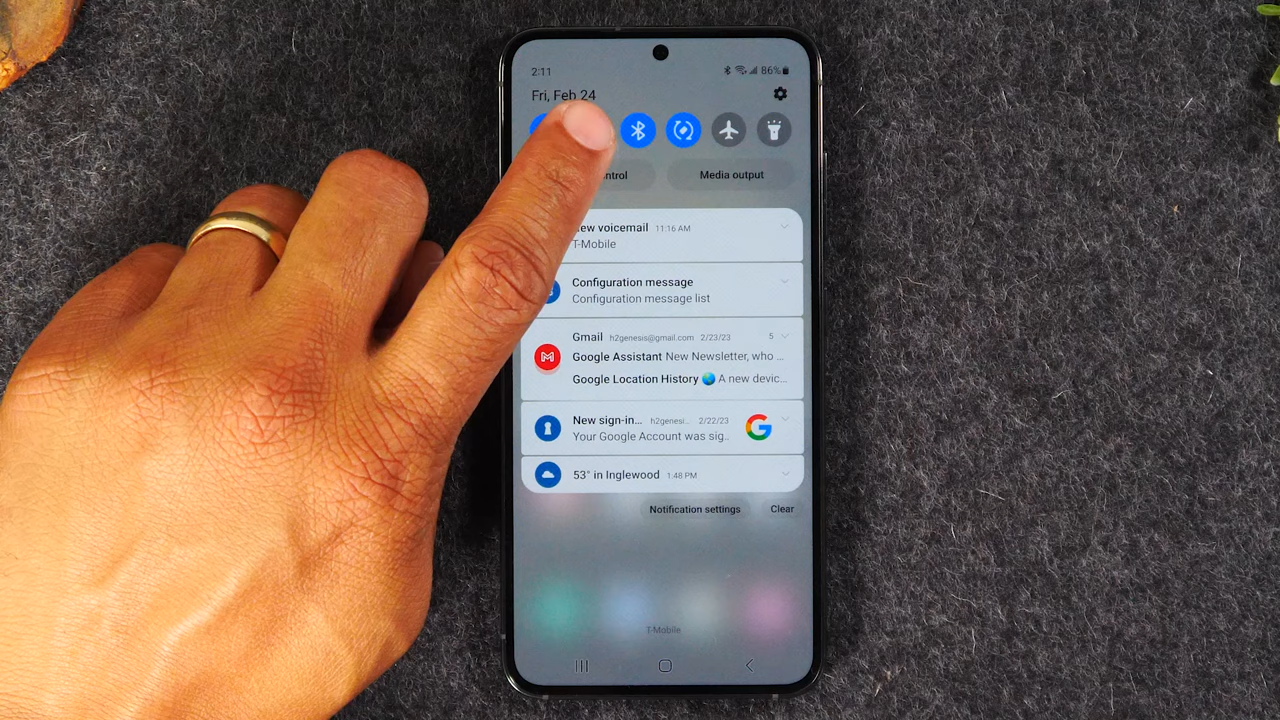 2:11 86%
Fri, Feb 24
Media output
voicemail 11:16 AM
T-Mobile
Configuration message
Configuration message list
Gmail h2genesis@gmail.com 2/23/23 5
Google Assistant New Newsletter, who ...
Google Location History 🌏 A new devic...
New sign-in... h2genesi.. 2/22/23
Your Google Account was sig..
53° in Inglewood 1:48 PM
Notification settings Clear
T-Mobile